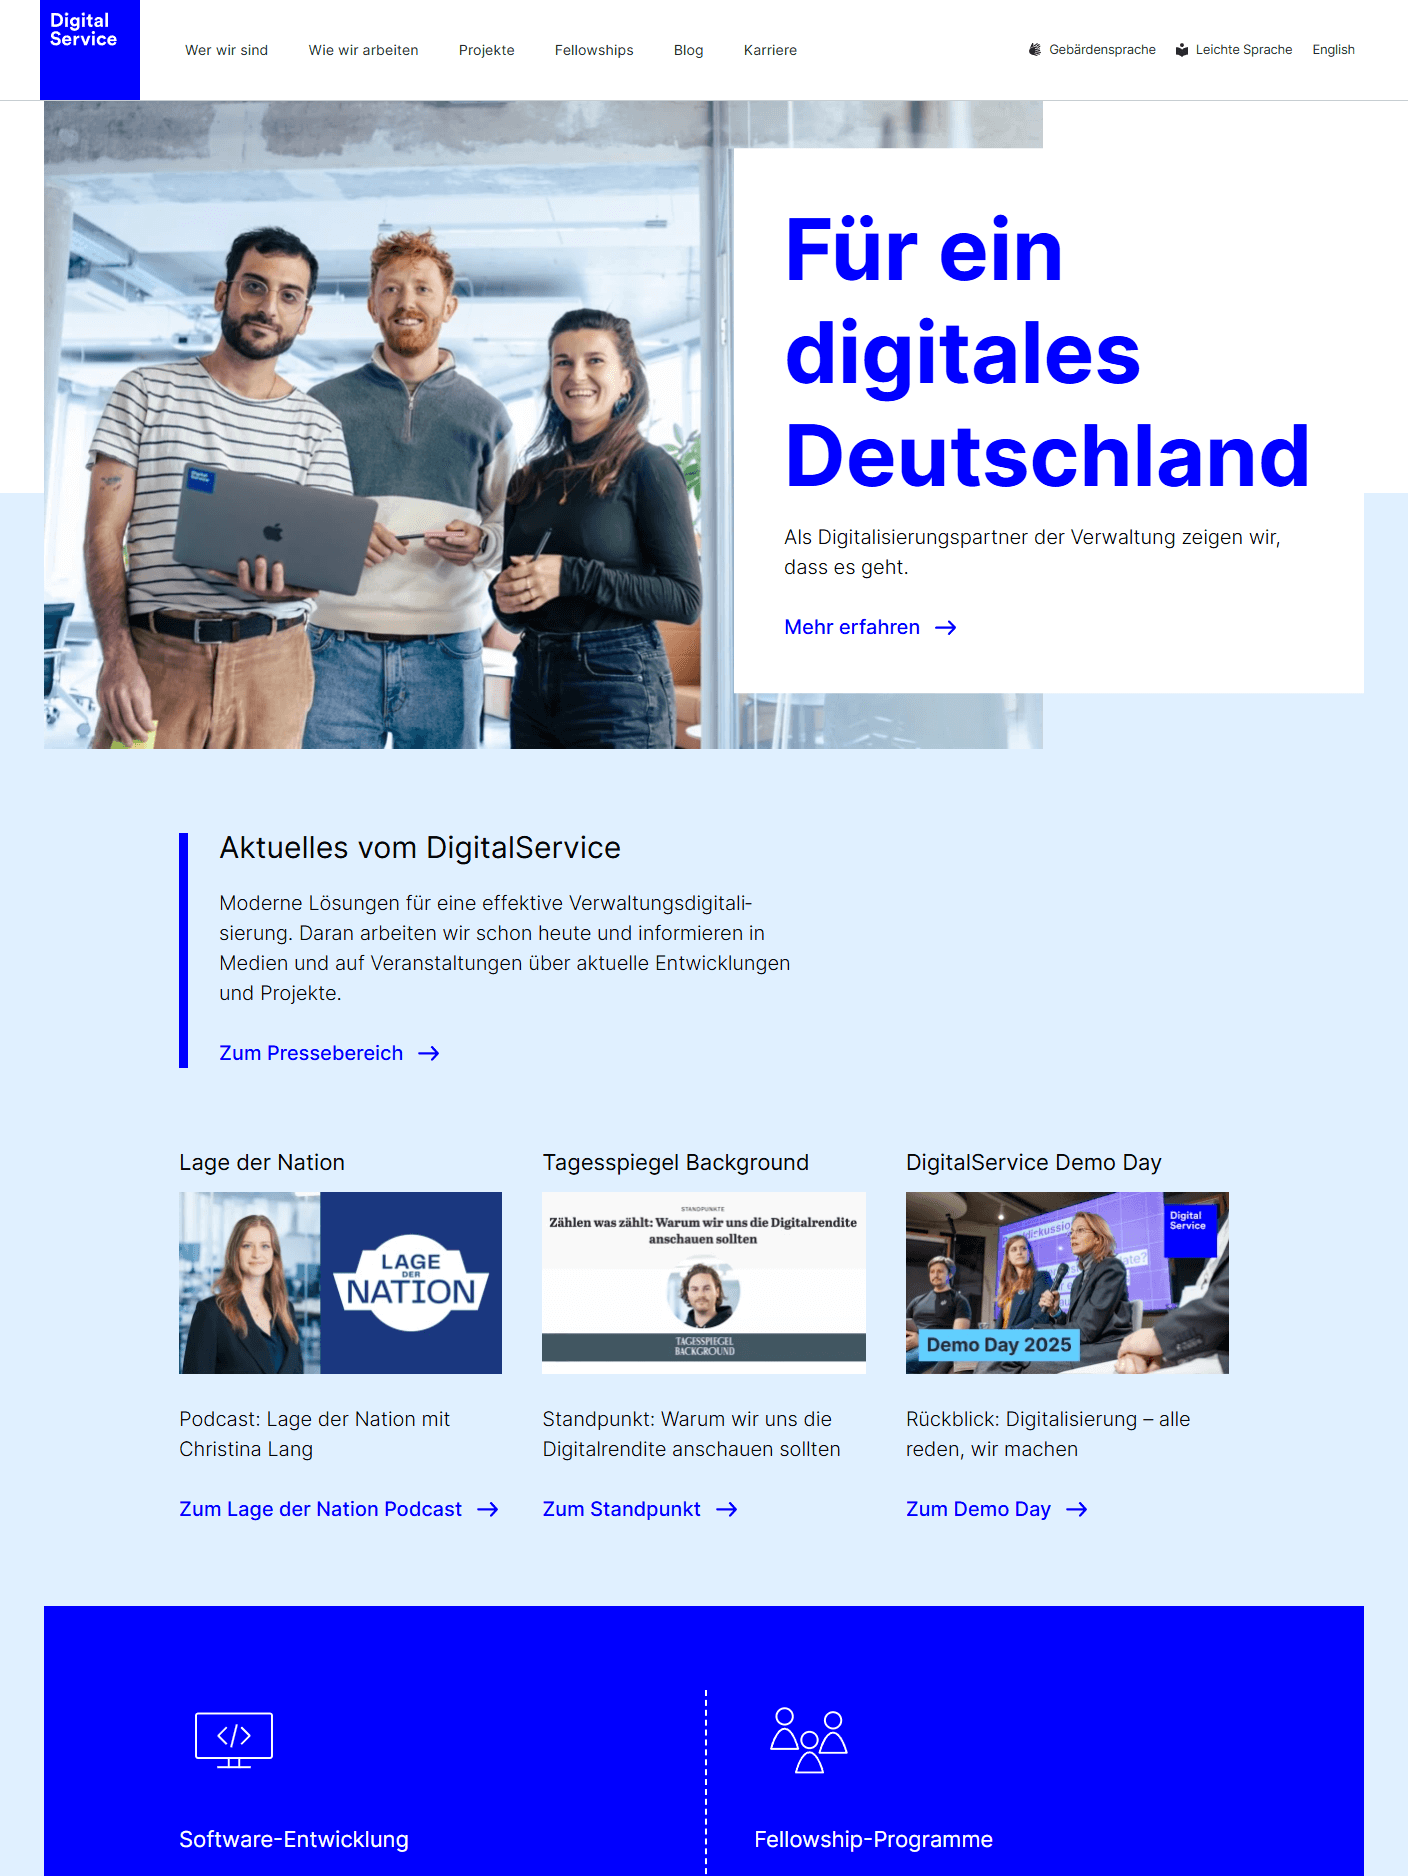 Digital
Service
Wer wir sind
Wie wir arbeiten
Projekte
Fellowships
Blog
Karriere
Gebärdensprache
Leichte Sprache
English
Digital
Service
Für ein
digitales
Deutschland
Als Digitalisierungspartner der Verwaltung zeigen wir,
dass es geht.
Mehr erfahren
Aktuelles vom DigitalService
Moderne Lösungen für eine effektive Verwaltungsdigitali-
sierung. Daran arbeiten wir schon heute und informieren in
Medien und auf Veranstaltungen über aktuelle Entwicklungen
und Projekte.
Zum Pressebereich
Lage der Nation
LAGE
DER
NATION
Podcast: Lage der Nation mit
Christina Lang
Zum Lage der Nation Podcast
Tagesspiegel Background
STANDPUNKTE
Zählen was zählt: Warum wir uns die Digitalrendite
anschauen sollten
TAGESSPIEGEL
BACKGROUND
Standpunkt: Warum wir uns die
Digitalrendite anschauen sollten
Zum Standpunkt
DigitalService Demo Day
Digital
Service
Demo Day 2025
Rückblick: Digitalisierung – alle
reden, wir machen
Zum Demo Day
Software-Entwicklung
Fellowship-Programme